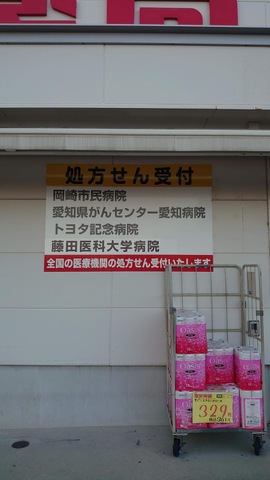 処方せん受付
岡崎市民病院
愛知県がんセンター愛知病院
トヨタ記念病院
藤田医科大学病院
全国の医療機関の処方せん受付いたします
329